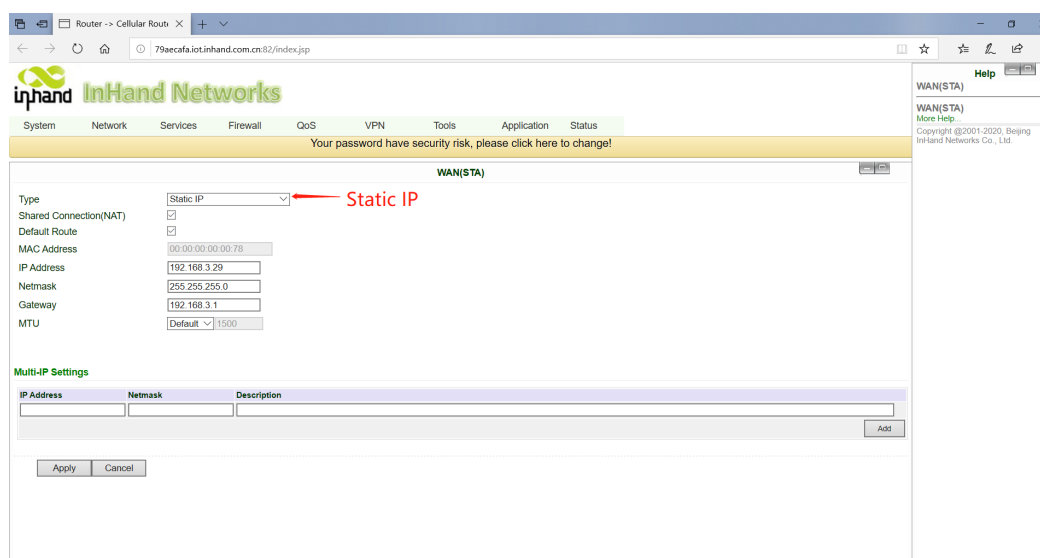 Router -> Cellular Route
79aecafa.iot.inhand.com.cn:82/index.jsp
inhand InHand Networks
System Network Services Firewall QoS VPN Tools Application Status
Your password have security risk, please click here to change!
WAN(STA)
Type Static IP Static IP
Shared Connection(NAT)
Default Route
MAC Address 00:00:00:00:00:78
IP Address 192.168.3.29
Netmask 255.255.255.0
Gateway 192.168.3.1
MTU Default 1500
Multi-IP Settings
IP Address Netmask Description
Add
Apply Cancel
Help
WAN(STA)
WAN(STA)
More Help...
Copyright @2001-2020, Beijing
InHand Networks Co., Ltd.